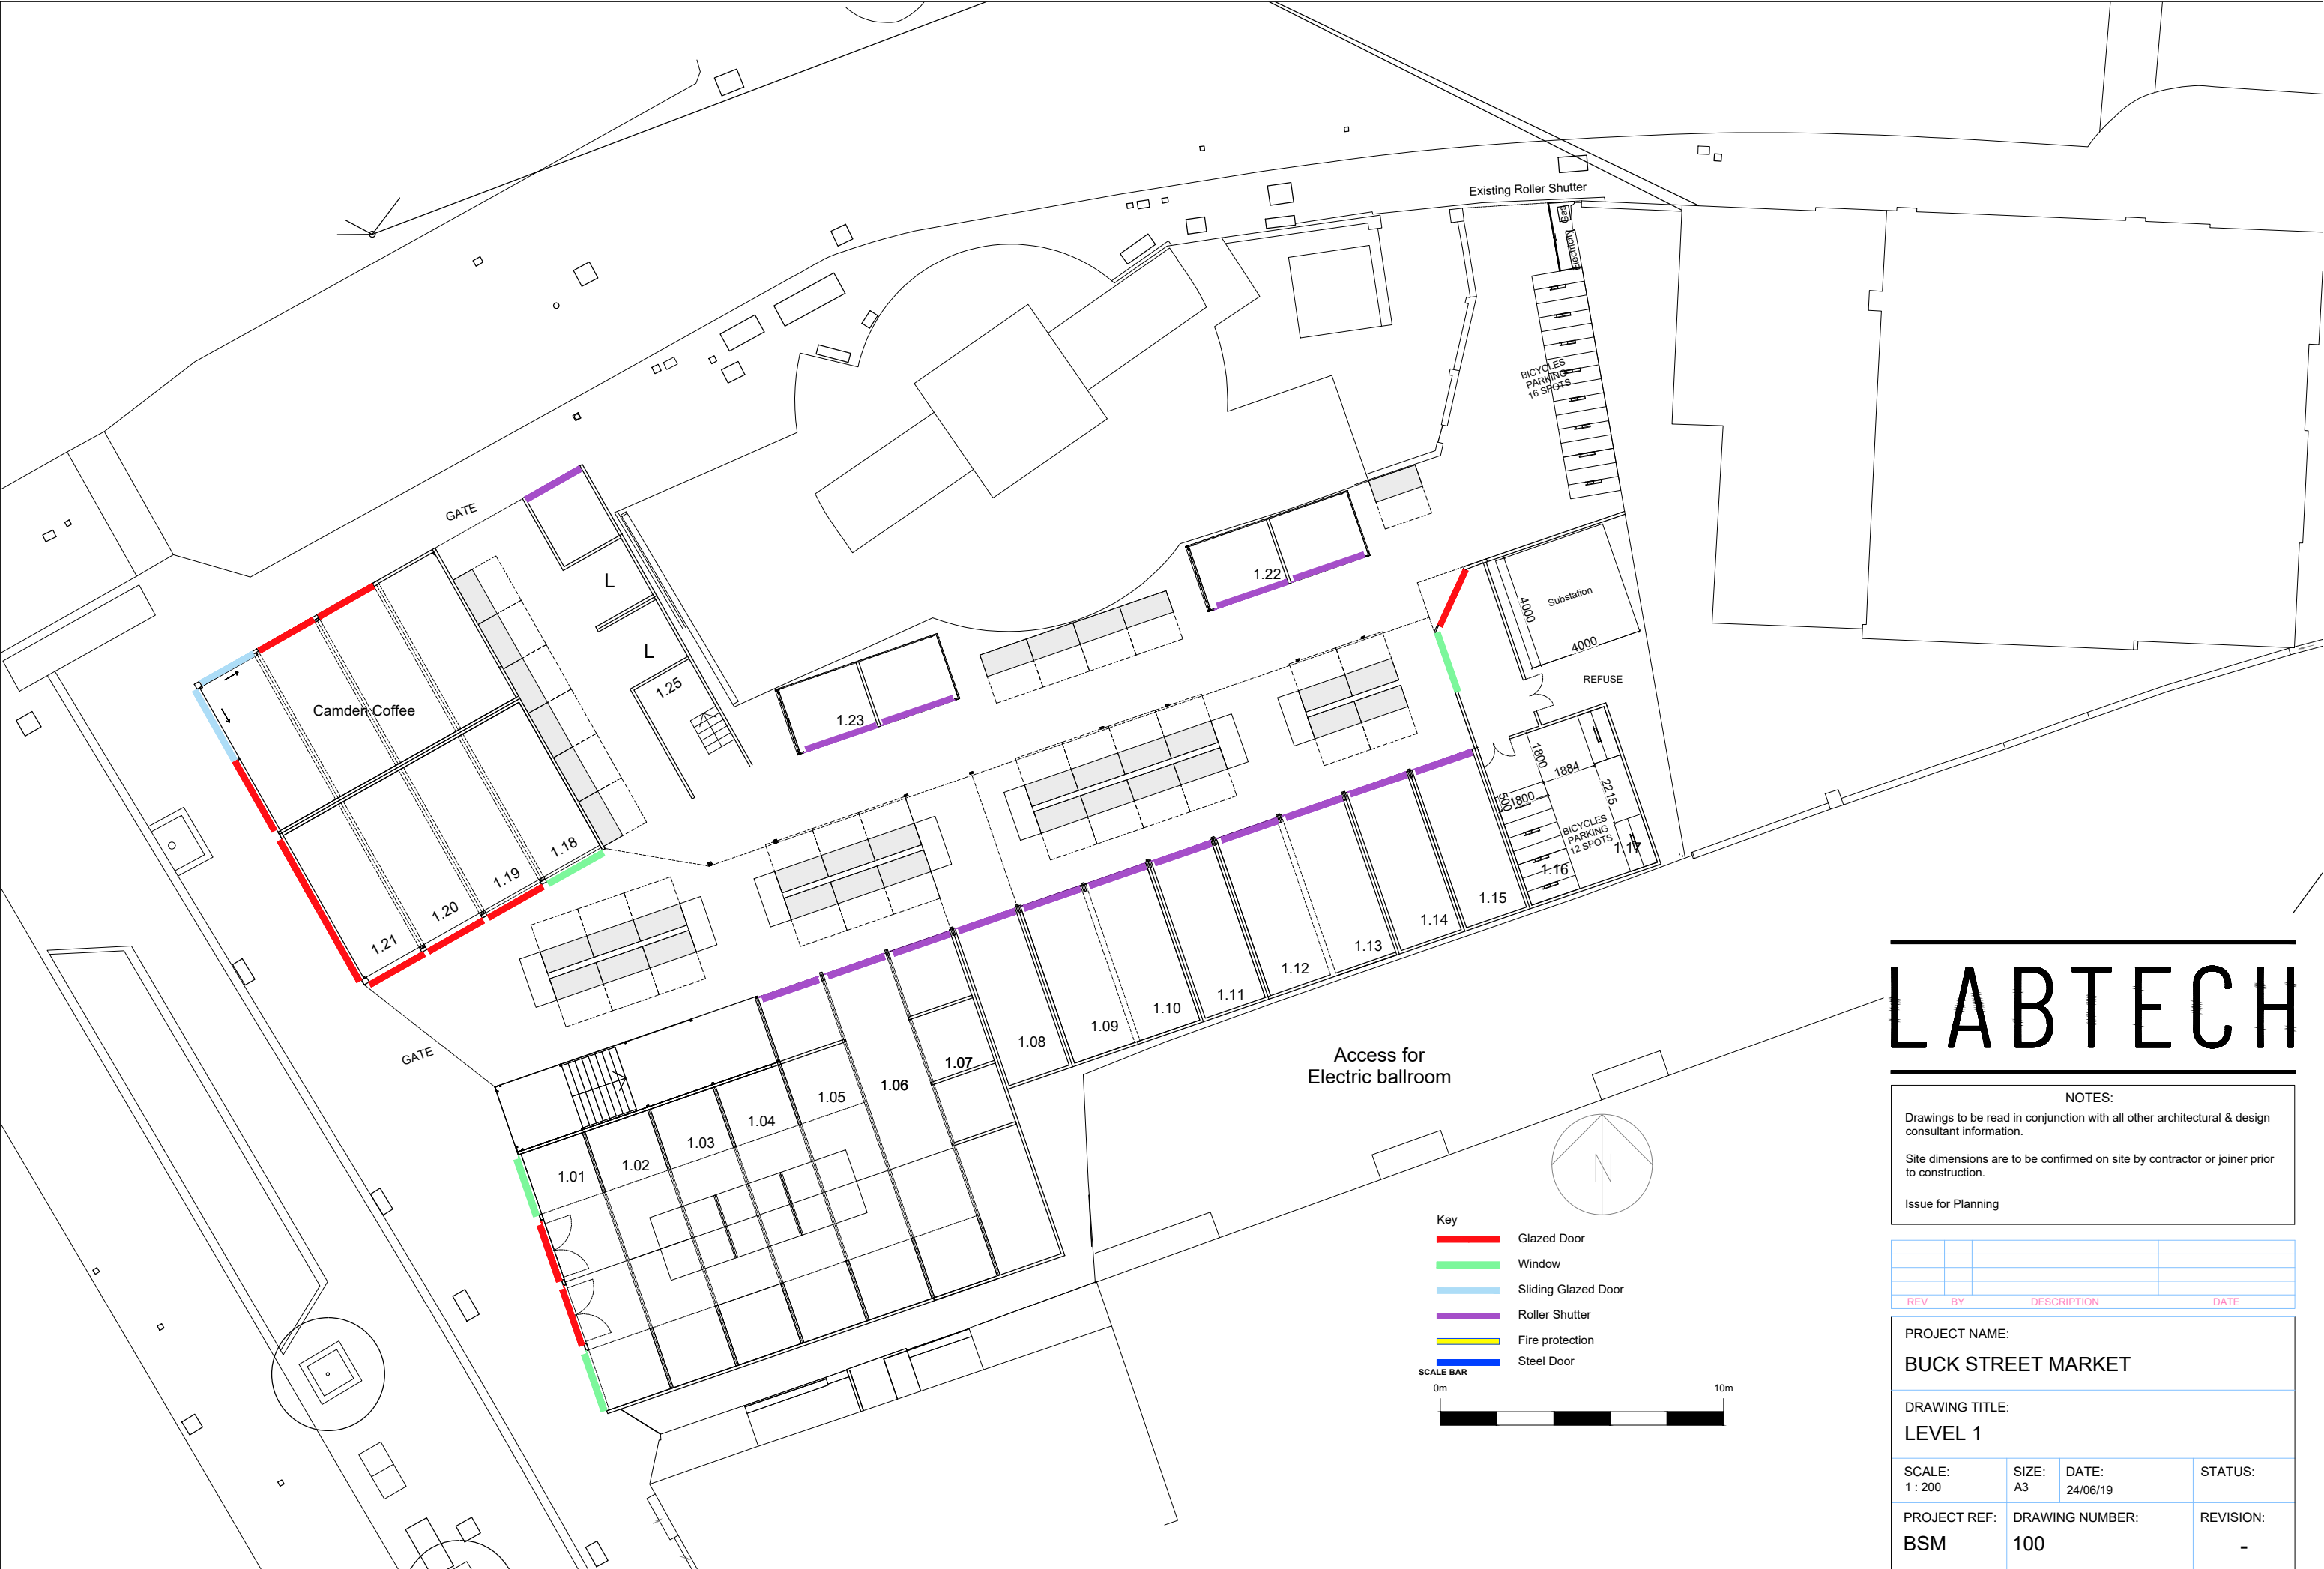 Existing Roller Shutter
gas
Electricity
BICYCLES
PARKING
16 SPOTS
GATE
L
L
1.25
1.22
1.23
Substation
4000
4000
REFUSE
Camden Coffee
1.18
1.19
1.20
1.21
1800
1884
2215
500
1800
BICYCLES
PARKING
12 SPOTS
1.17
1.16
1.15
1.14
1.13
1.12
1.11
1.10
1.09
1.08
1.07
1.06
1.05
1.04
1.03
1.02
1.01
GATE
Access for
Electric ballroom
N
Key
Glazed Door
Window
Sliding Glazed Door
Roller Shutter
Fire protection
Steel Door
SCALE BAR
0m 10m
LABTECH
NOTES:
Drawings to be read in conjunction with all other architectural & design
consultant information.
Site dimensions are to be confirmed on site by contractor or joiner prior
to construction.
Issue for Planning
REV BY DESCRIPTION DATE
PROJECT NAME:
BUCK STREET MARKET
DRAWING TITLE:
LEVEL 1
SCALE: SIZE: DATE: STATUS:
1 : 200 A3 24/06/19
PROJECT REF: DRAWING NUMBER: REVISION:
BSM 100 -